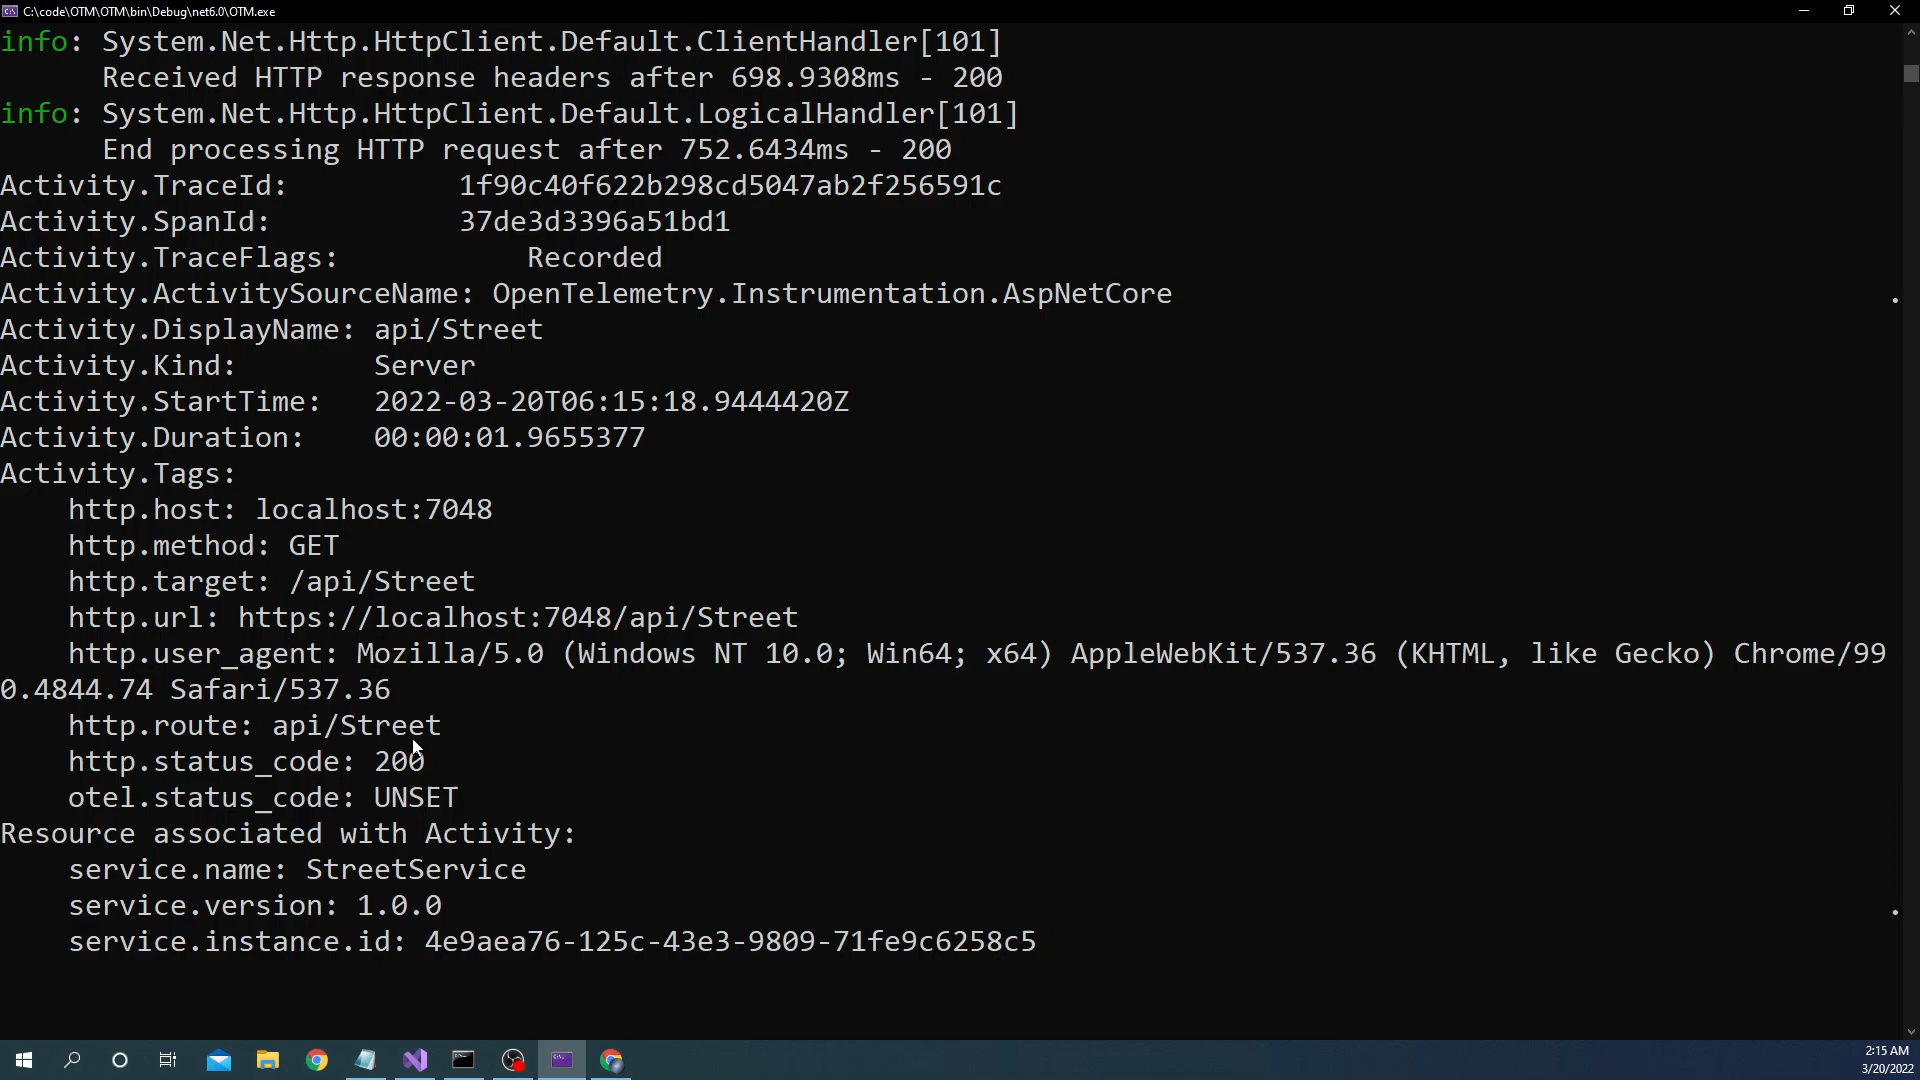 C:\code\OTM\OTM\bin\Debug\net6.0\OTM.exe
info: System.Net.Http.HttpClient.Default.ClientHandler[101]
Received HTTP response headers after 698.9308ms - 200
info: System.Net.Http.HttpClient.Default.LogicalHandler[101]
End processing HTTP request after 752.6434ms - 200
Activity.TraceId: 1f90c40f622b298cd5047ab2f256591c
Activity.SpanId: 37de3d3396a51bd1
Activity.TraceFlags: Recorded
Activity.ActivitySourceName: OpenTelemetry.Instrumentation.AspNetCore
Activity.DisplayName: api/Street
Activity.Kind: Server
Activity.StartTime: 2022-03-20T06:15:18.9444420Z
Activity.Duration: 00:00:01.9655377
Activity.Tags:
http.host: localhost:7048
http.method: GET
http.target: /api/Street
http.url: https://localhost:7048/api/Street
http.user_agent: Mozilla/5.0 (Windows NT 10.0; Win64; x64) AppleWebKit/537.36 (KHTML, like Gecko) Chrome/99
0.4844.74 Safari/537.36
http.route: api/Street
http.status_code: 200
otel.status_code: UNSET
Resource associated with Activity:
service.name: StreetService
service.version: 1.0.0
service.instance.id: 4e9aea76-125c-43e3-9809-71fe9c6258c5
2:15 AM
3/20/2022